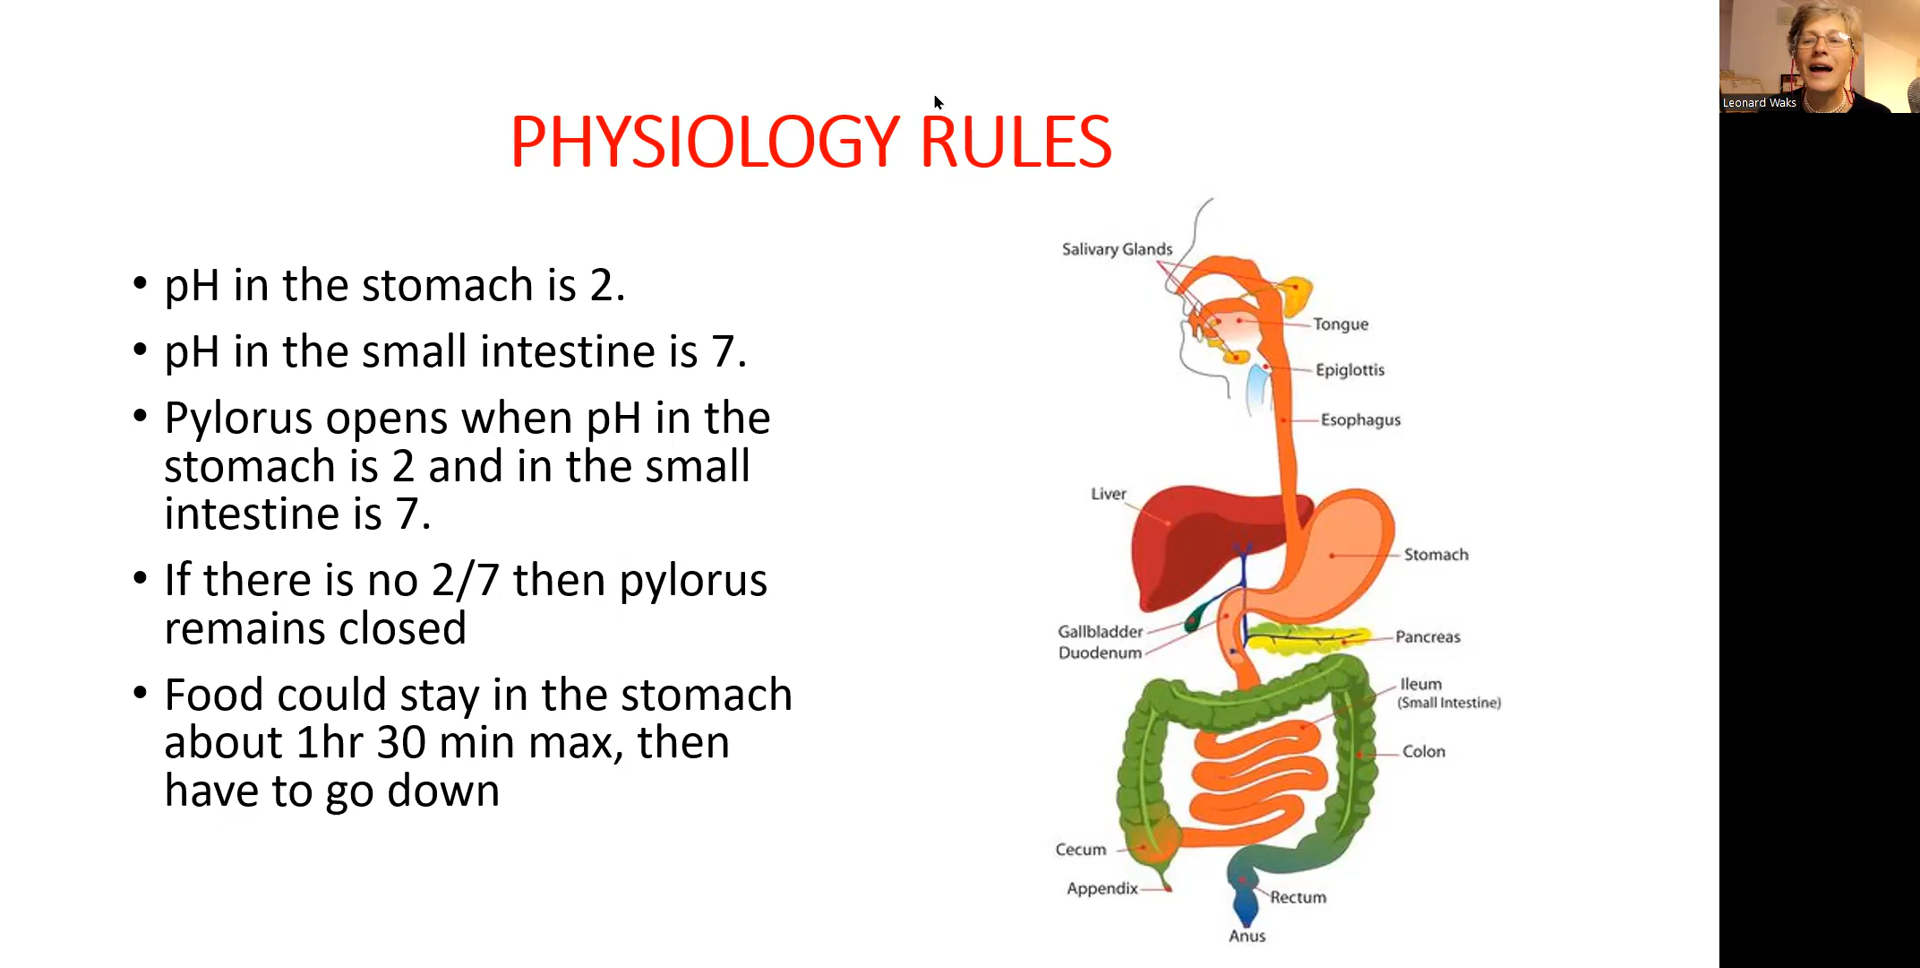 PHYSIOLOGY RULES
• pH in the stomach is 2.
• pH in the small intestine is 7.
• Pylorus opens when pH in the
stomach is 2 and in the small
intestine is 7.
• If there is no 2/7 then pylorus
remains closed
• Food could stay in the stomach
about 1hr 30 min max, then
have to go down
Salivary Glands
Tongue
Epiglottis
Esophagus
Liver
Stomach
Gallbladder
Duodenum
Pancreas
Ileum
(Small Intestine)
Colon
Cecum
Appendix
Rectum
Anus
Leonard Waks